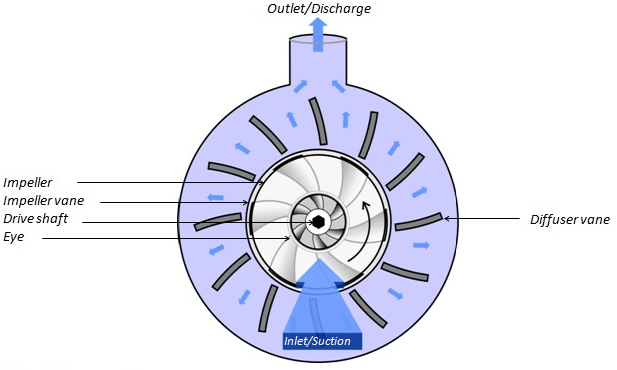 Outlet/Discharge
Impeller
Impeller vane
Drive shaft
Eye
Diffuser vane
Inlet/Suction